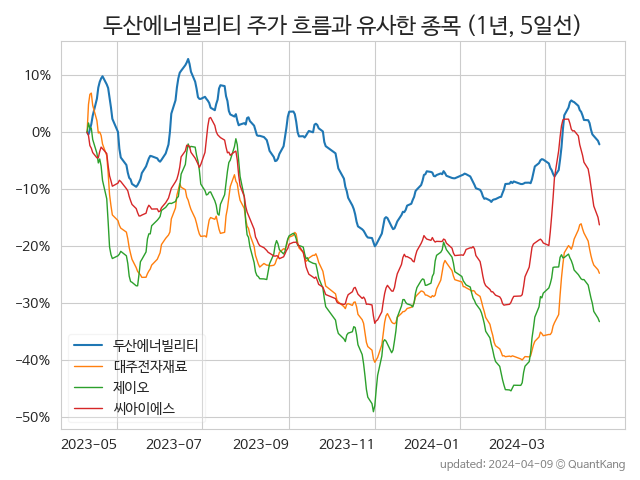 두산에너빌리티 주가 흐름과 유사한 종목 (1년, 5일선)
10%
0%
−10%
−20%
−30%
−40%
−50%
두산에너빌리티
대주전자재료
제이오
씨아이에스
2023-05 2023-07 2023-09 2023-11 2024-01 2024-03
updated: 2024-04-09 © QuantKang